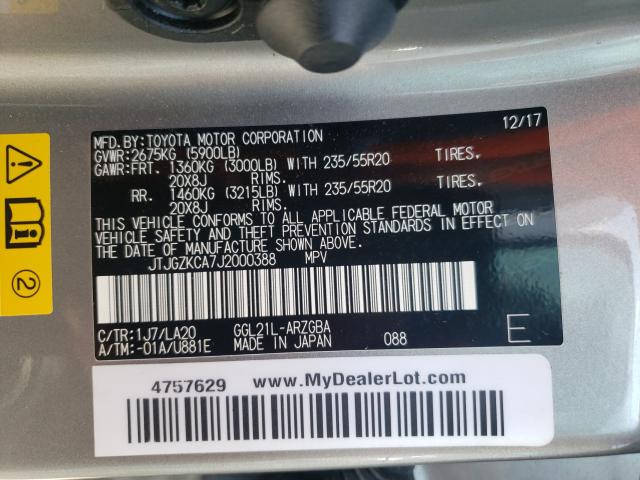 12/17
MFD.BY:TOYOTA MOTOR CORPORATION
GVWR:2675KG (5900LB)
GAWR:FRT. 1360KG (3000LB) WITH 235/55R20 TIRES.
20X8J RIMS.
RR. 1460KG (3215LB) WITH 235/55R20 TIRES.
20X8J RIMS.
THIS VEHICLE CONFORMS TO ALL APPLICABLE FEDERAL MOTOR
VEHICLE SAFETY AND THEFT PREVENTION STANDARDS IN EFFECT ON
THE DATE OF MANUFACTURE SHOWN ABOVE.
JTJGZKCA7J2000388 MPV
C/TR:1J7/LA20 GGL21L-ARZGBA
A/TM:-01A/U881E MADE IN JAPAN 088 E
2
4757629 www.MyDealerLot.com